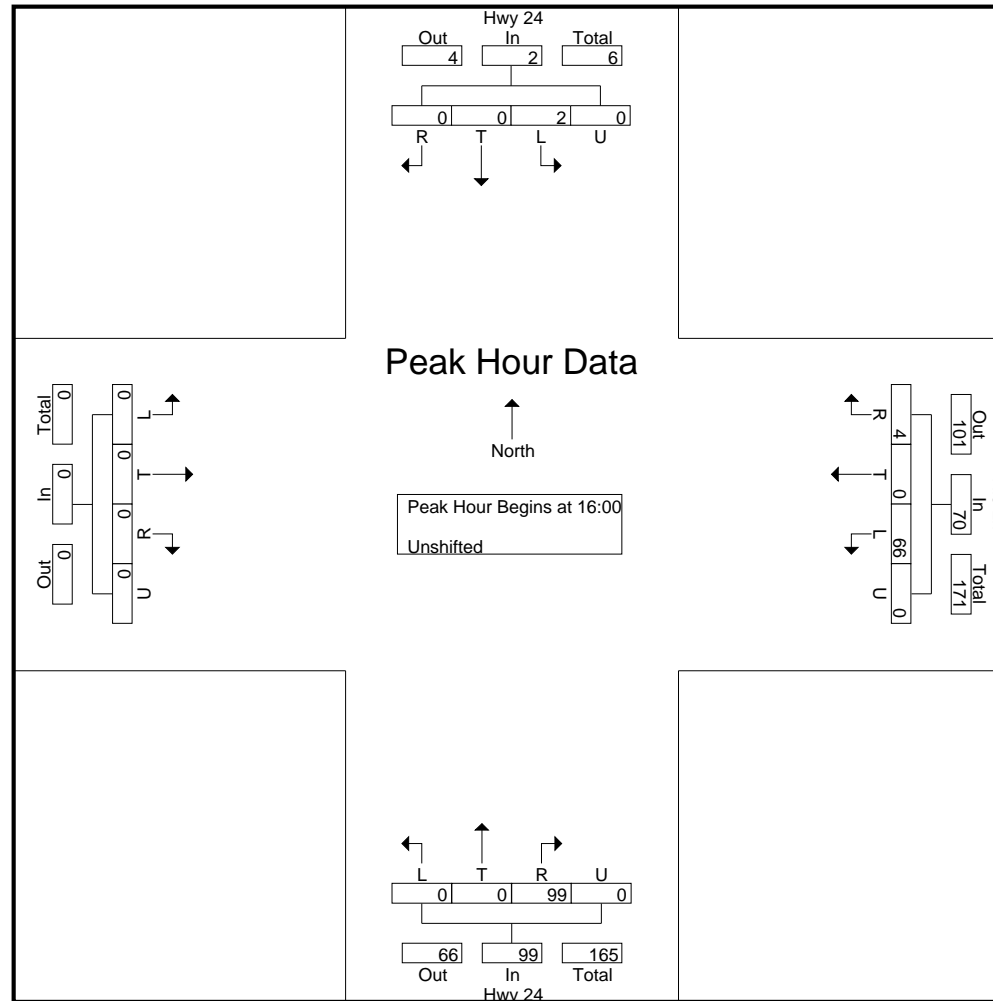 Hwy 24
Out In Total
4 2 6
0 0 2 0
R T L U
Peak Hour Data
North
Peak Hour Begins at 16:00
Unshifted
Total In Out
0 0 0
0 0 0 0
L T R U
R T L U
4 0 66 0
Out In Total
101 70 171
L T R U
0 0 99 0
66 99 165
Out In Total
Hwy 24